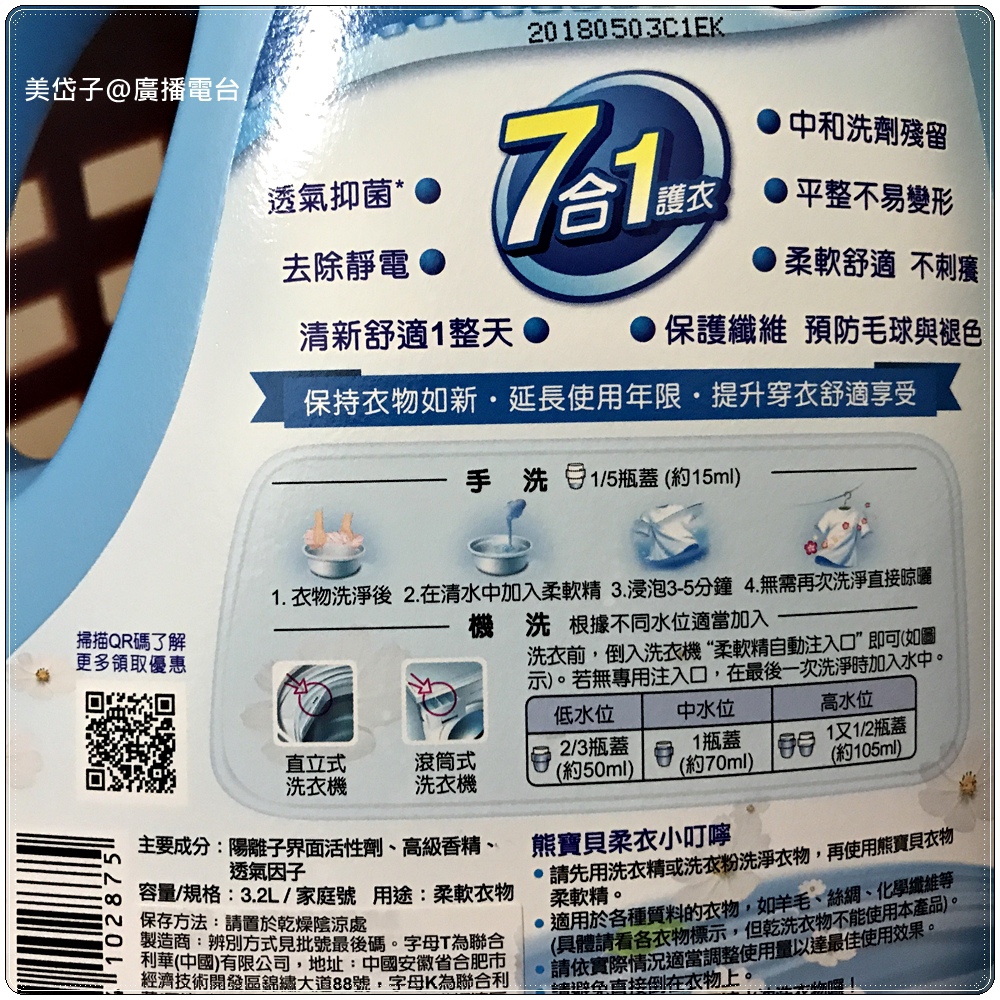 20180503C1EK
美岱子@廣播電台
7合1護衣
中和洗劑殘留
透氣抑菌*
平整不易變形
去除靜電
柔軟舒適 不刺癢
清新舒適1整天
保護纖維 預防毛球與褪色
保持衣物如新・延長使用年限・提升穿衣舒適享受
手 洗 1/5瓶蓋 (約15ml)
1. 衣物洗淨後 2.在清水中加入柔軟精 3.浸泡3-5分鐘 4.無需再次洗淨直接晾曬
機 洗 根據不同水位適當加入
洗衣前，倒入洗衣機“柔軟精自動注入口”即可(如圖
示)。若無專用注入口，在最後一次洗淨時加入水中。
掃描QR碼了解
更多領取優惠
直立式
洗衣機
滾筒式
洗衣機
低水位 中水位 高水位
2/3瓶蓋 1瓶蓋 1又1/2瓶蓋
(約50ml) (約70ml) (約105ml)
主要成分：陽離子界面活性劑、高級香精、
透氣因子
容量/規格：3.2L / 家庭號 用途：柔軟衣物
保存方法：請置於乾燥陰涼處
製造商：辨別方式見批號最後碼。字母T為聯合
利華(中國)有限公司，地址：中國安徽省合肥市
經濟技術開發區錦繡大道88號，字母K為聯合利
102875
熊寶貝柔衣小叮嚀
・請先用洗衣精或洗衣粉洗淨衣物，再使用熊寶貝衣物
柔軟精。
・適用於各種質料的衣物，如羊毛、絲綢、化學纖維等
(具體請看各衣物標示，但乾洗衣物不能使用本產品)。
・請依實際情況適當調整使用量以達最佳使用效果。
・請避免直接倒在衣物上。